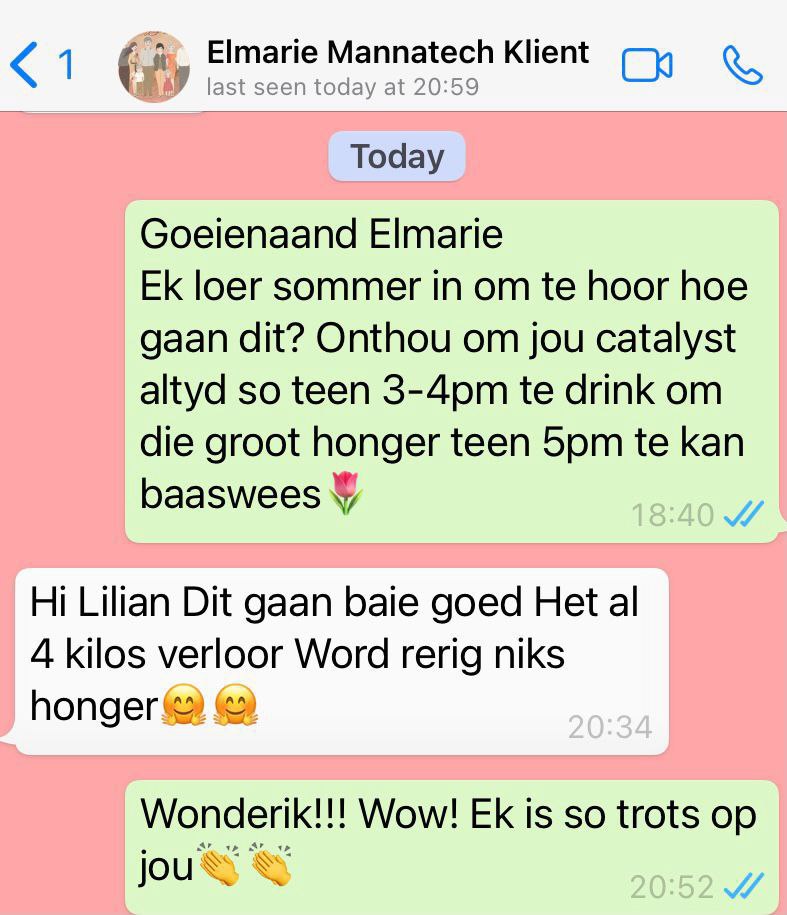 1
Elmarie Mannatech Klient
last seen today at 20:59
Today
Goeienaand Elmarie
Ek loer sommer in om te hoor hoe
gaan dit? Onthou om jou catalyst
altyd so teen 3-4pm te drink om
die groot honger teen 5pm te kan
baaswees🌷
18:40
Hi Lilian Dit gaan baie goed Het al
4 kilos verloor Word rerig niks
honger🤗🤗
20:34
Wonderik!!! Wow! Ek is so trots op
jou👏👏
20:52